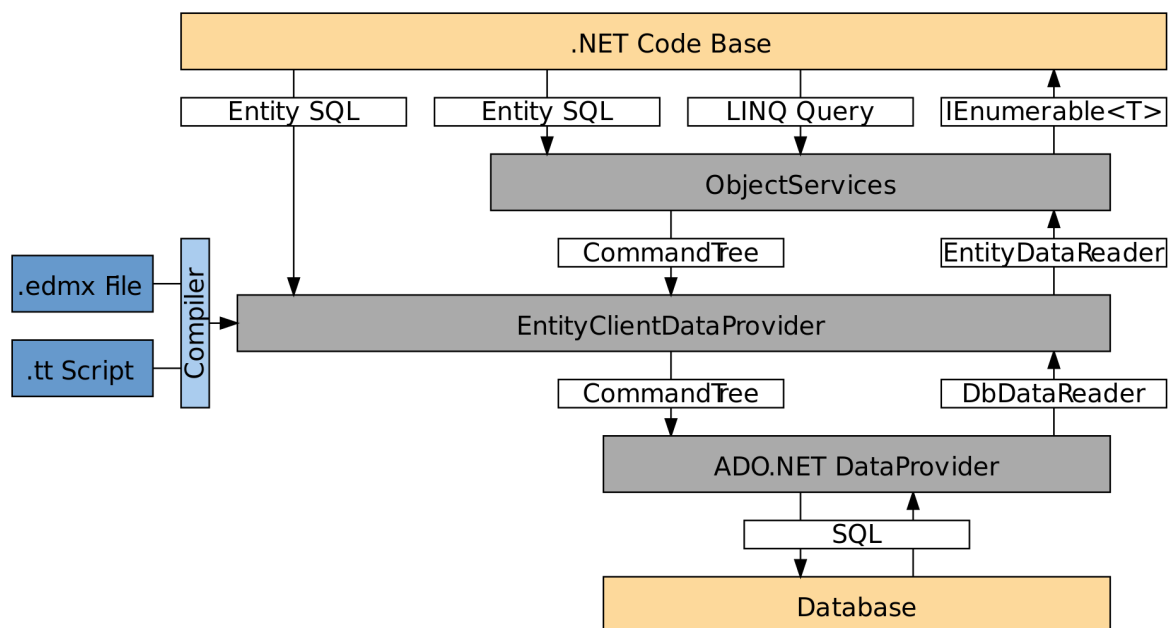 .NET Code Base
Entity SQL
Entity SQL
LINQ Query
IEnumerable<T>
ObjectServices
CommandTree
EntityDataReader
.edmx File
Compiler
EntityClientDataProvider
.tt Script
CommandTree
DbDataReader
ADO.NET DataProvider
SQL
Database